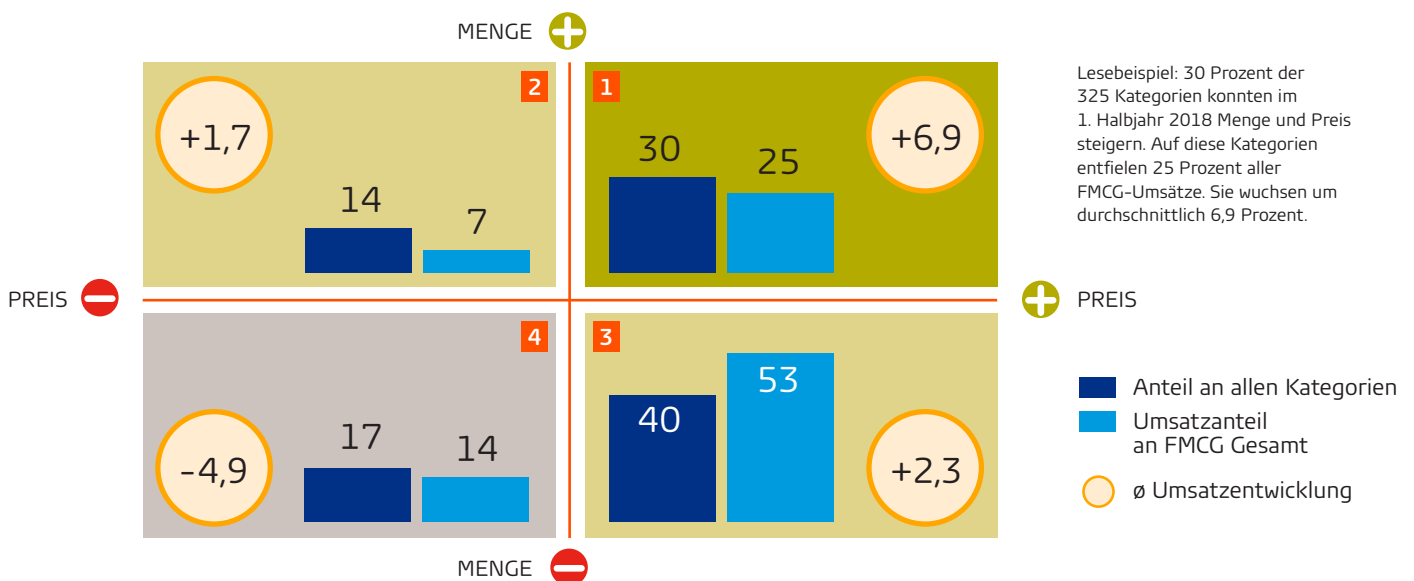 MENGE
2
1
+1,7
14
7
30
25
+6,9
Lesebeispiel: 30 Prozent der
325 Kategorien konnten im
1. Halbjahr 2018 Menge und Preis
steigern. Auf diese Kategorien
entfielen 25 Prozent aller
FMCG-Umsätze. Sie wuchsen um
durchschnittlich 6,9 Prozent.
PREIS
PREIS
4
3
-4,9
17
14
40
53
+2,3
Anteil an allen Kategorien
Umsatzanteil
an FMCG Gesamt
ø Umsatzentwicklung
MENGE